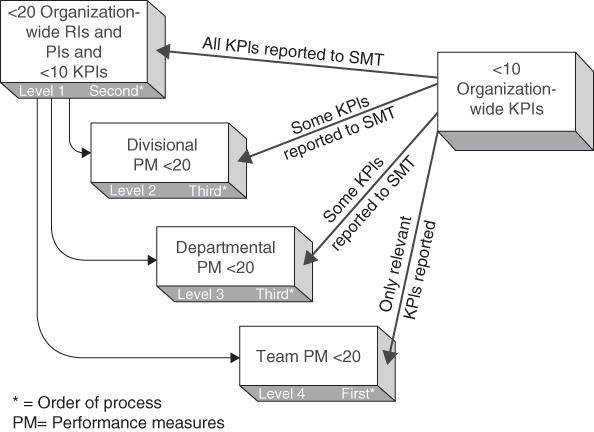 <20 Organization-
wide RIs and
PIs and
<10 KPIs
Level 1 Second*
All KPIs reported to SMT
<10
Organization-
wide KPIs
Some KPIs
reported to SMT
Divisional
PM <20
Level 2 Third*
Some KPIs
reported to SMT
Departmental
PM <20
Level 3 Third*
Only relevant
KPIs reported
Team PM <20
Level 4 First*
* = Order of process
PM= Performance measures